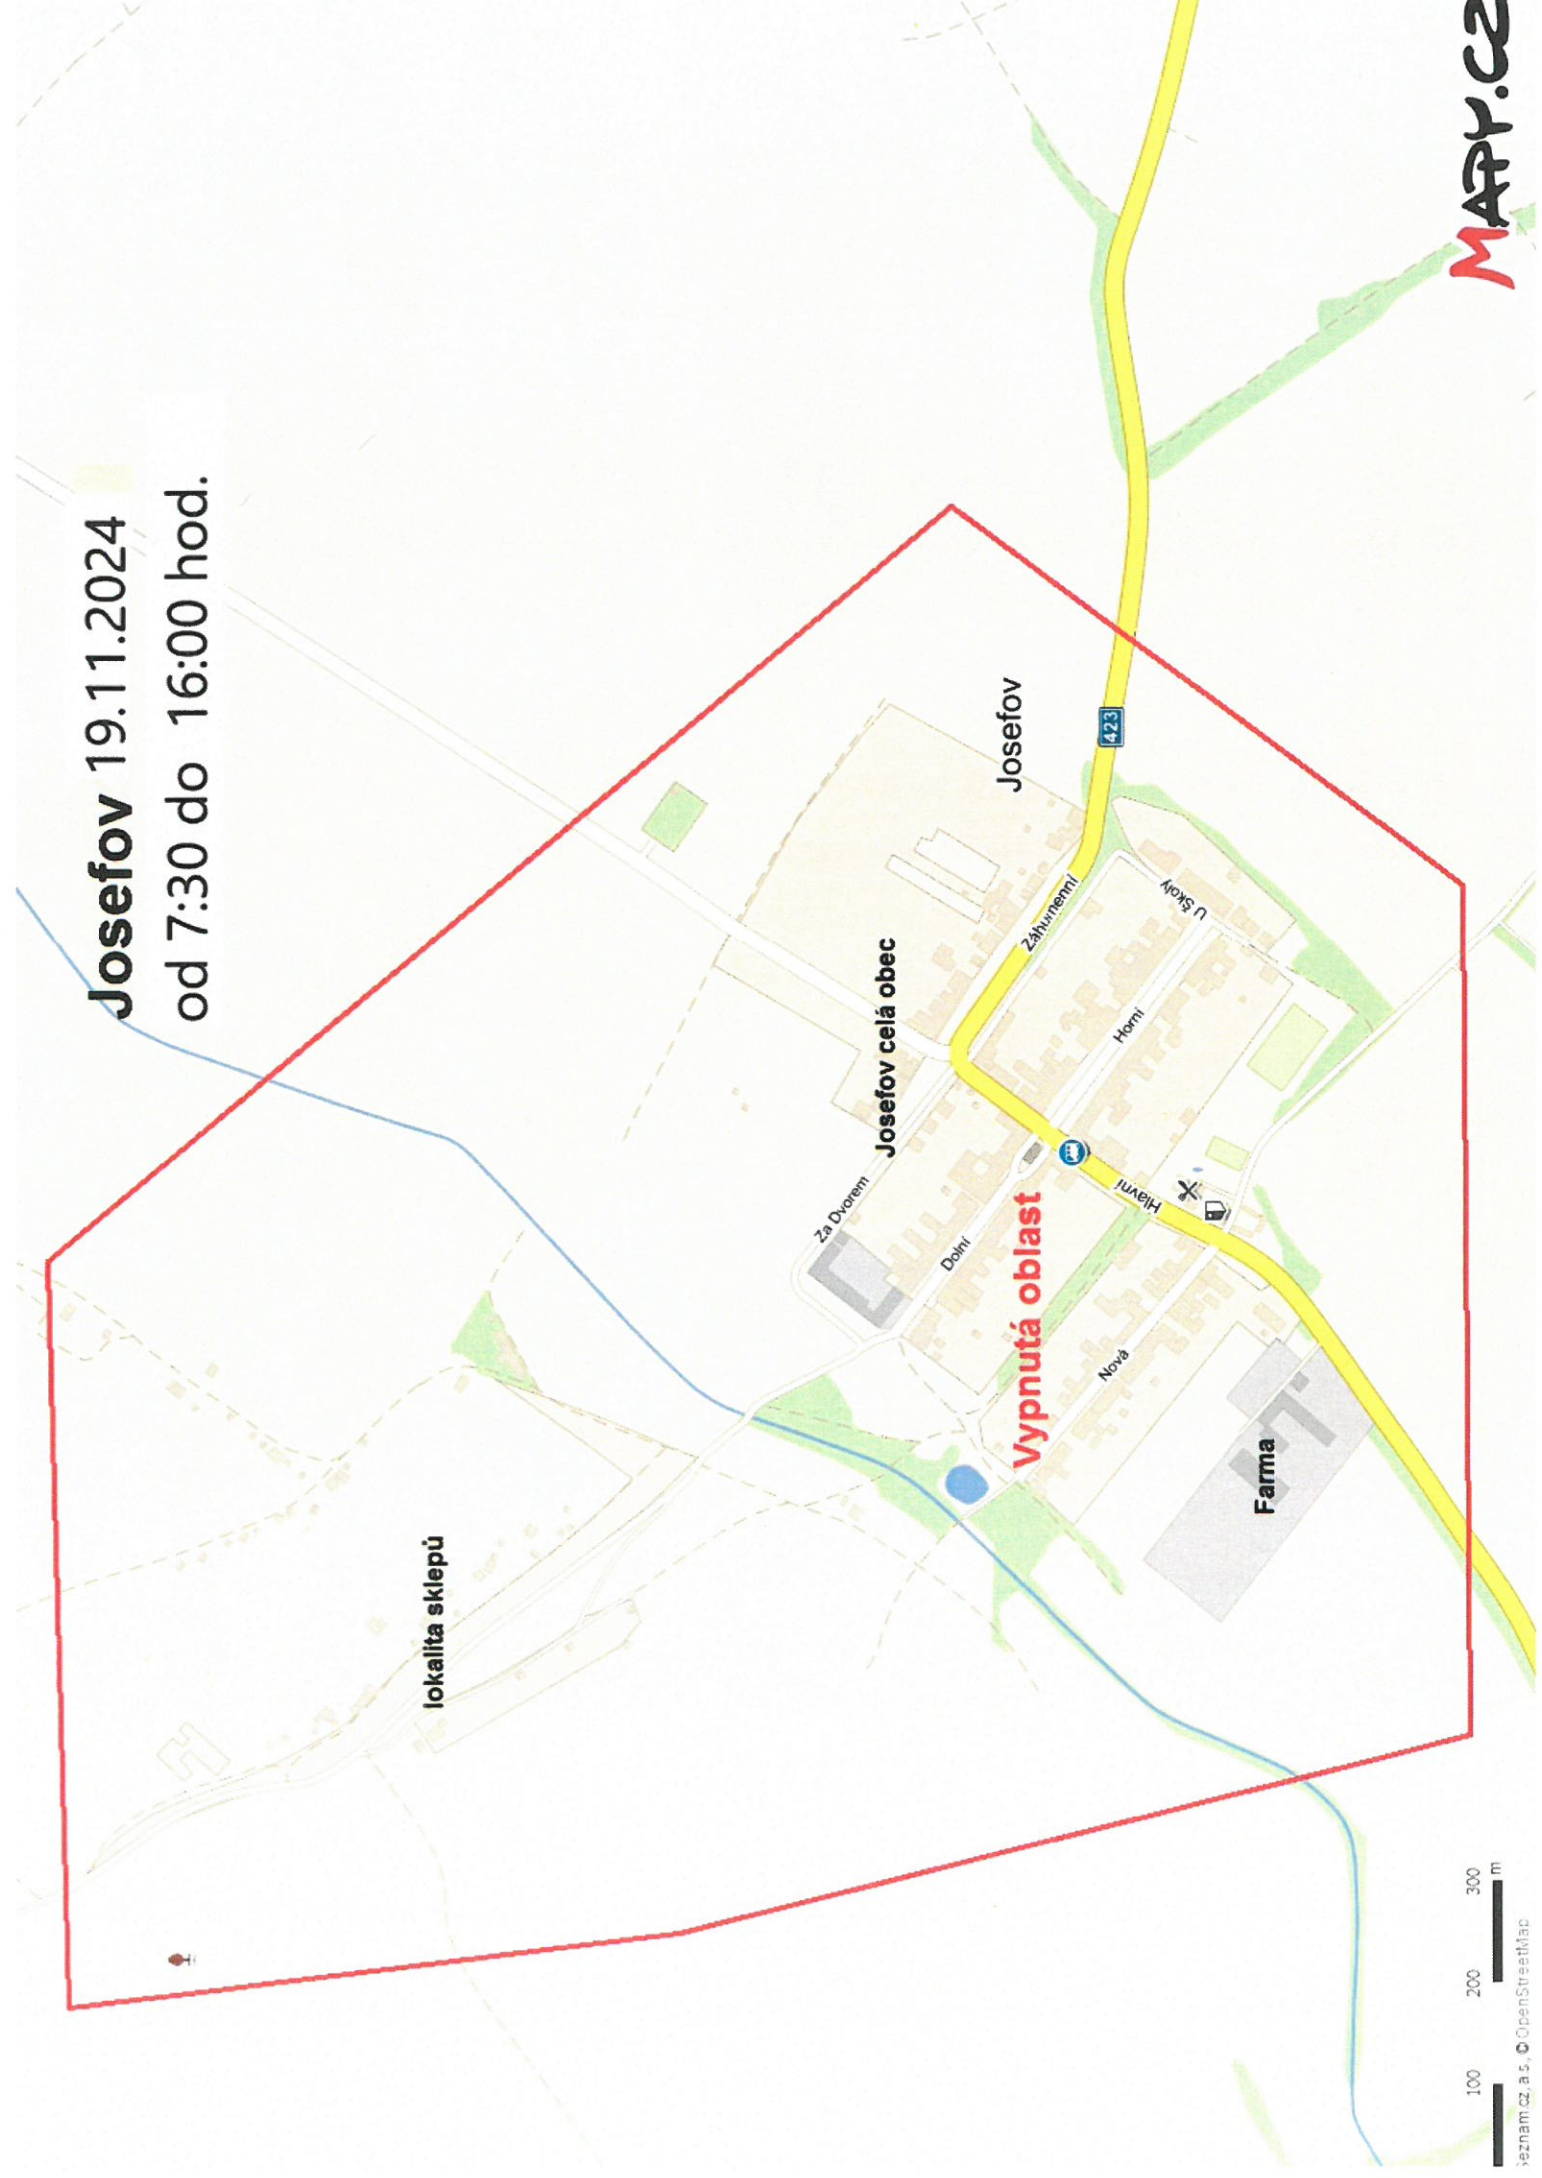 Josefov 19.11.2024
od 7:30 do 16:00 hod.
lokalita sklepů
Za Dvorem
Josefov celá obec
Josefov
Dolní
Záhumenní
423
Vypnutá oblast
Nová
Hlavní
Horní
U Školy
Farma
100 200 300 m
Seznam.cz, a.s., © OpenStreetMap
MAPY.CZ